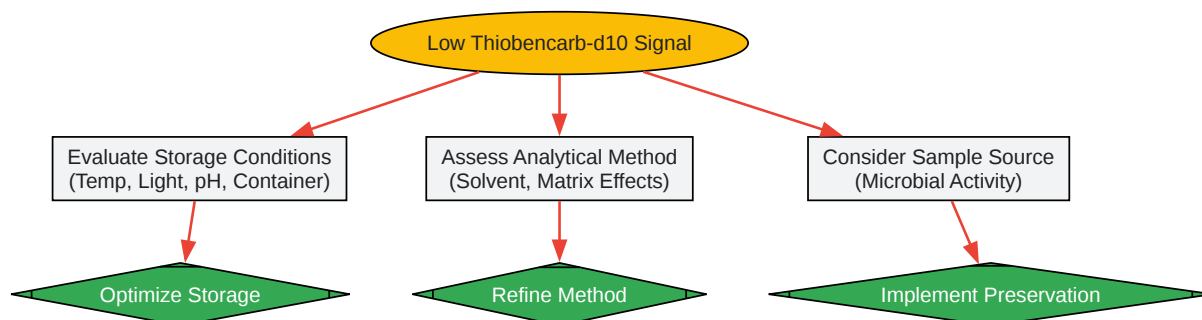 Low Thiobencarb-d10 Signal
Evaluate Storage Conditions
(Temp, Light, pH, Container)
Assess Analytical Method
(Solvent, Matrix Effects)
Consider Sample Source
(Microbial Activity)
Optimize Storage
Refine Method
Implement Preservation